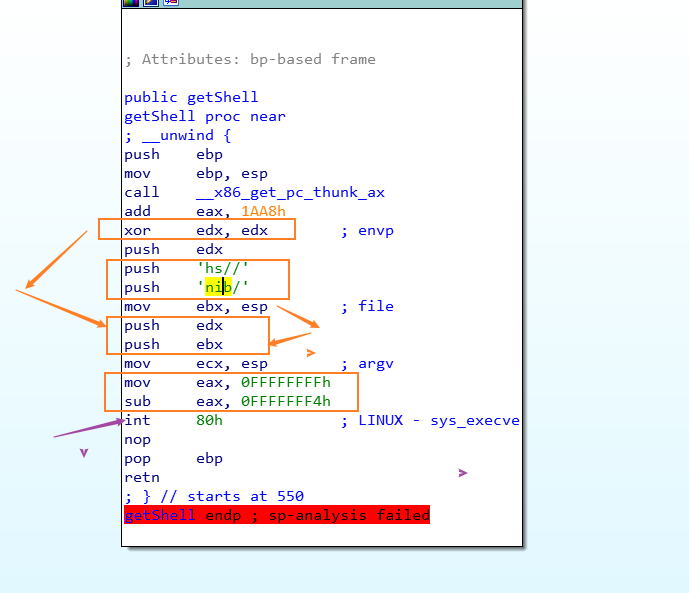 ; Attributes: bp-based frame
public getShell
getShell proc near
; __unwind {
push ebp
mov ebp, esp
call __x86_get_pc_thunk_ax
add eax, 1AA8h
xor edx, edx ; envp
push edx
push 'hs//'
push 'nib/'
mov ebx, esp ; file
push edx
push ebx
mov ecx, esp ; argv
mov eax, 0FFFFFFFFh
sub eax, 0FFFFFFF4h
int 80h ; LINUX - sys_execve
nop
pop ebp
retn
; } // starts at 550
getShell endp ; sp-analysis failed